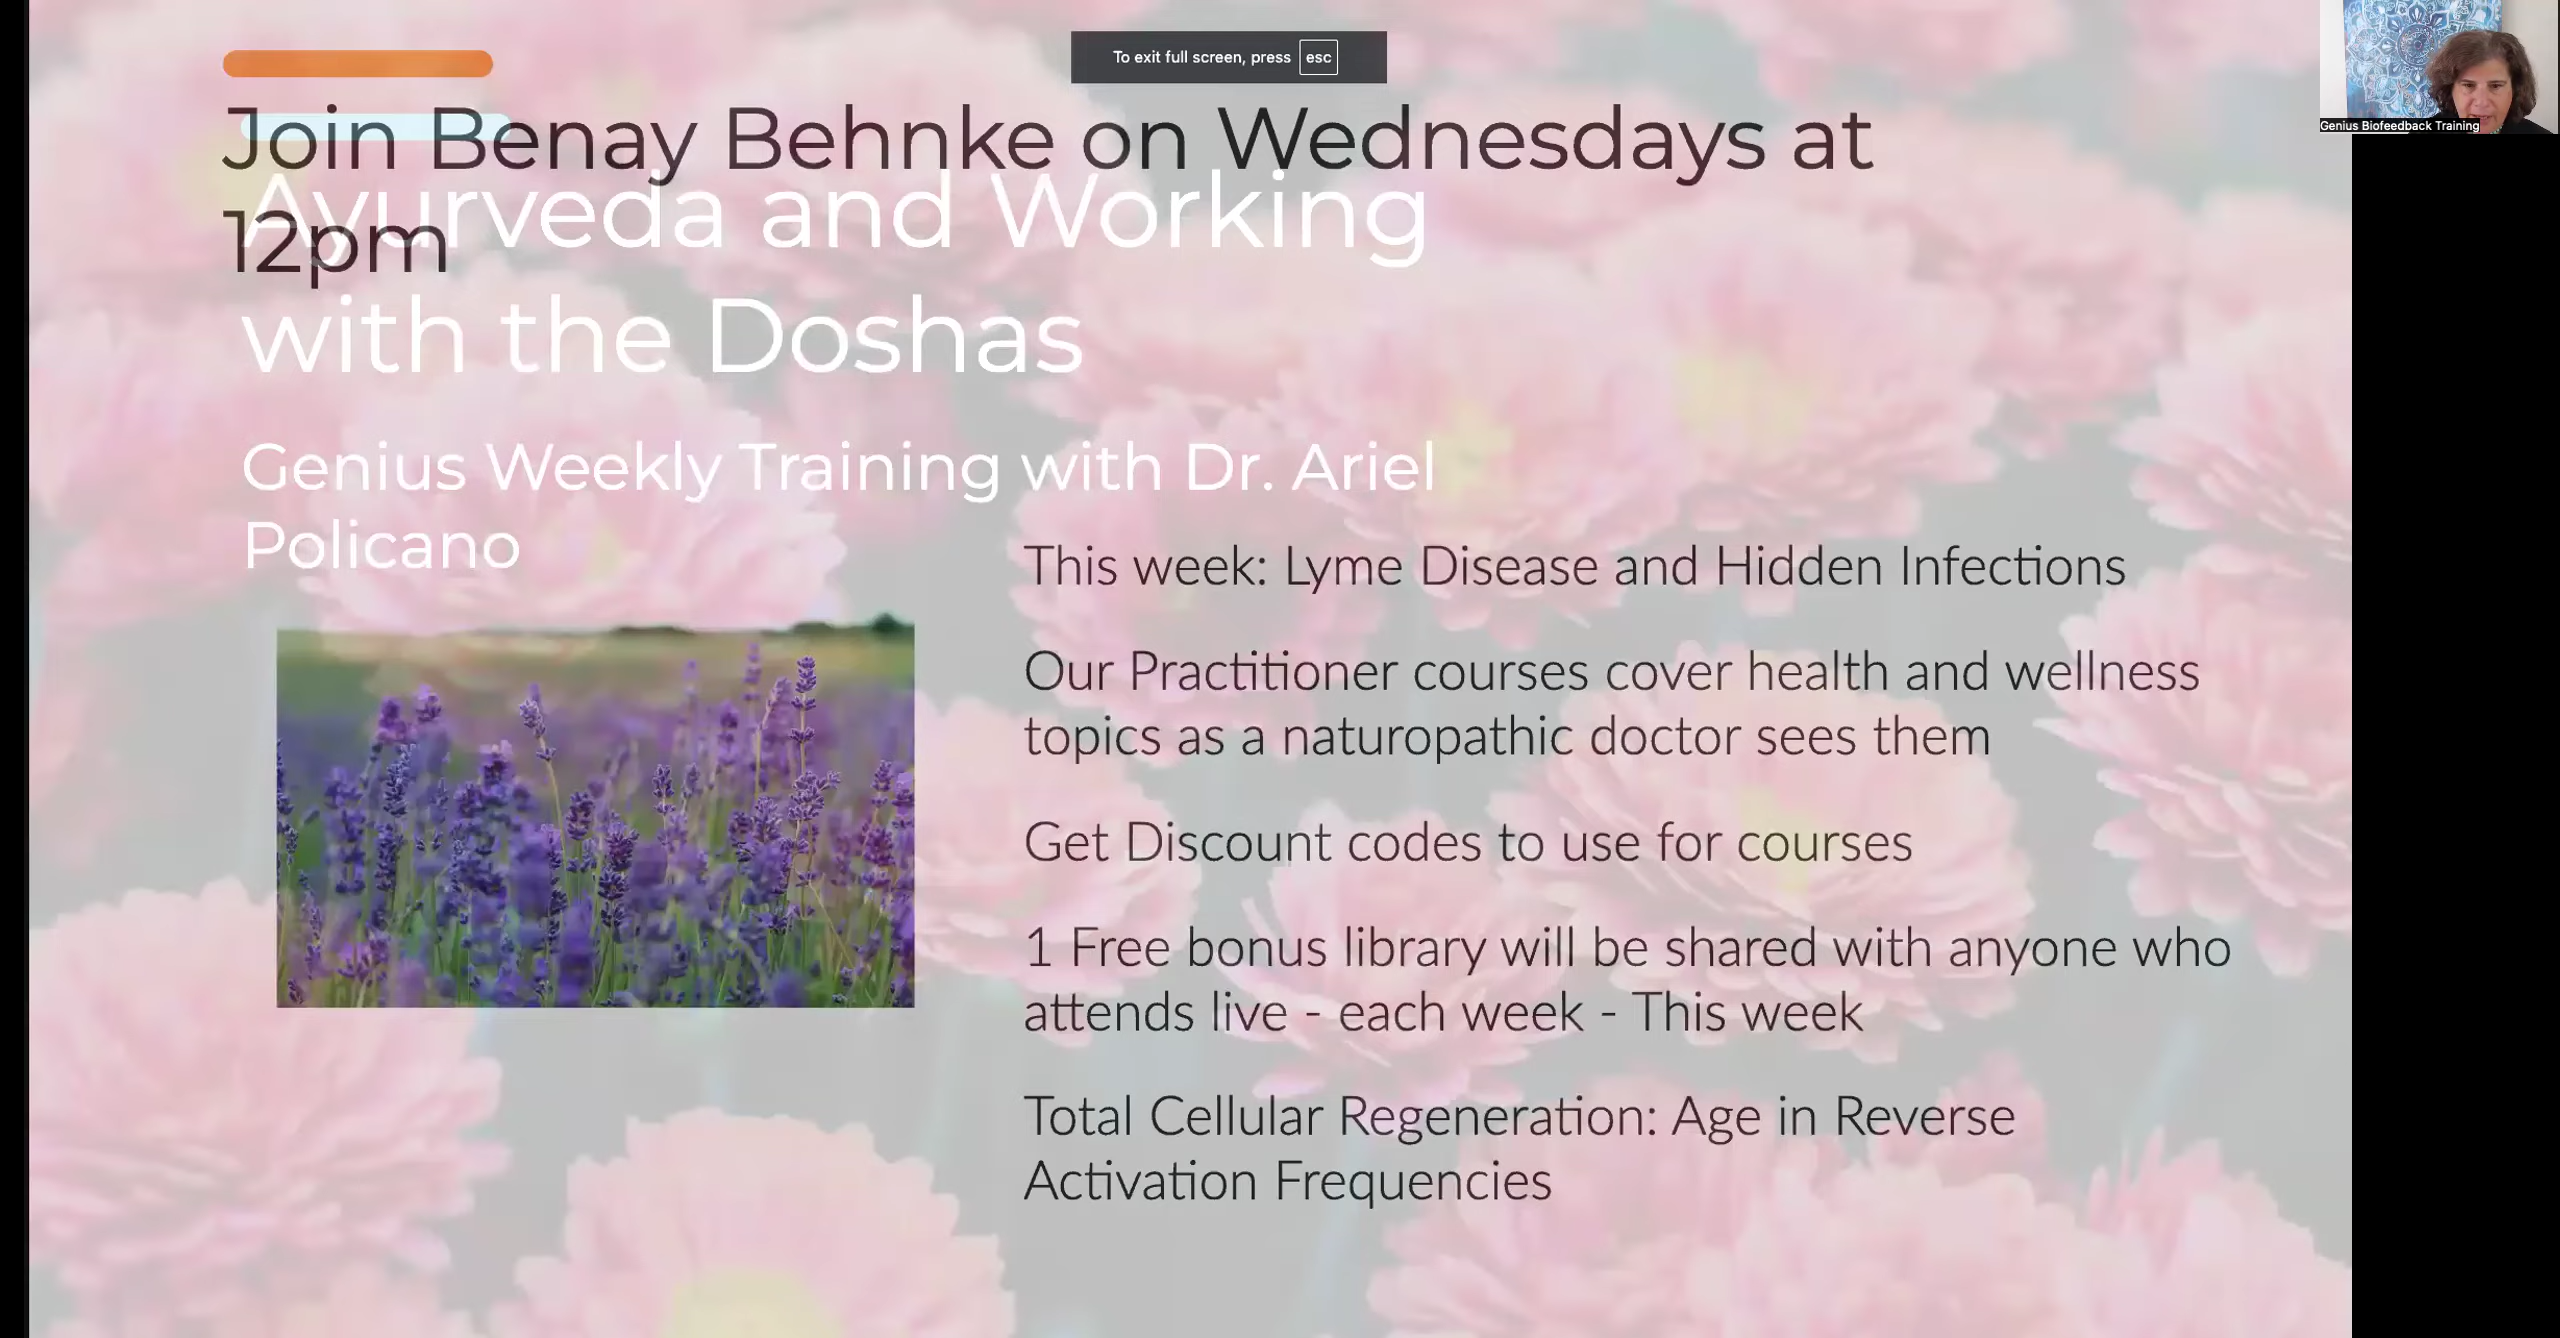 To exit full screen, press esc
Genius Biofeedback Training
Join Benay Behnke on Wednesdays at
12pm
Ayurveda and Working
with the Doshas
Genius Weekly Training with Dr. Ariel
Policano
This week: Lyme Disease and Hidden Infections
Our Practitioner courses cover health and wellness
topics as a naturopathic doctor sees them
Get Discount codes to use for courses
1 Free bonus library will be shared with anyone who
attends live - each week - This week
Total Cellular Regeneration: Age in Reverse
Activation Frequencies